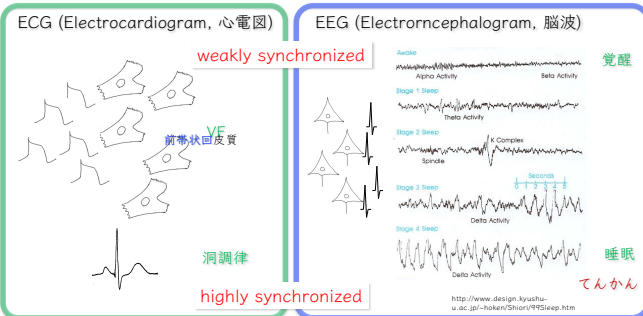 ECG (Electrocardiogram, 心電図)
EEG (Electrorncephalogram, 脳波)
weakly synchronized
VF
前帯状回皮質
洞調律
highly synchronized
Awake
覚醒
Alpha Activity
Beta Activity
Stage 1 Sleep
Theta Activity
Stage 2 Sleep
K Complex
Spindle
Seconds
0 1 2 3 4 5
Stage 3 Sleep
Delta Activity
Stage 4 Sleep
睡眠
Delta Activity
てんかん
http://www.design.kyushu-
u.ac.jp/~hoken/Shiori/99Sleep.htm